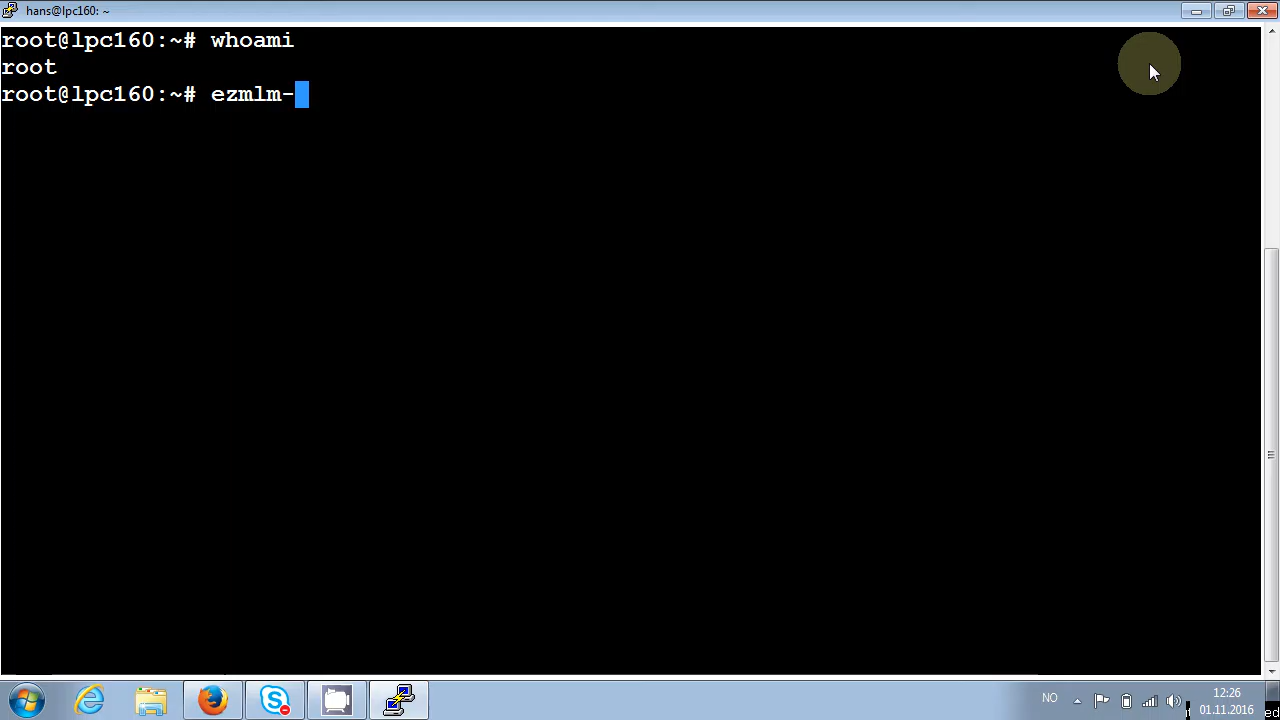 hans@lpc160: ~
root@lpc160:~# whoami
root
root@lpc160:~# ezmlm-
NO
12:26
01.11.2016